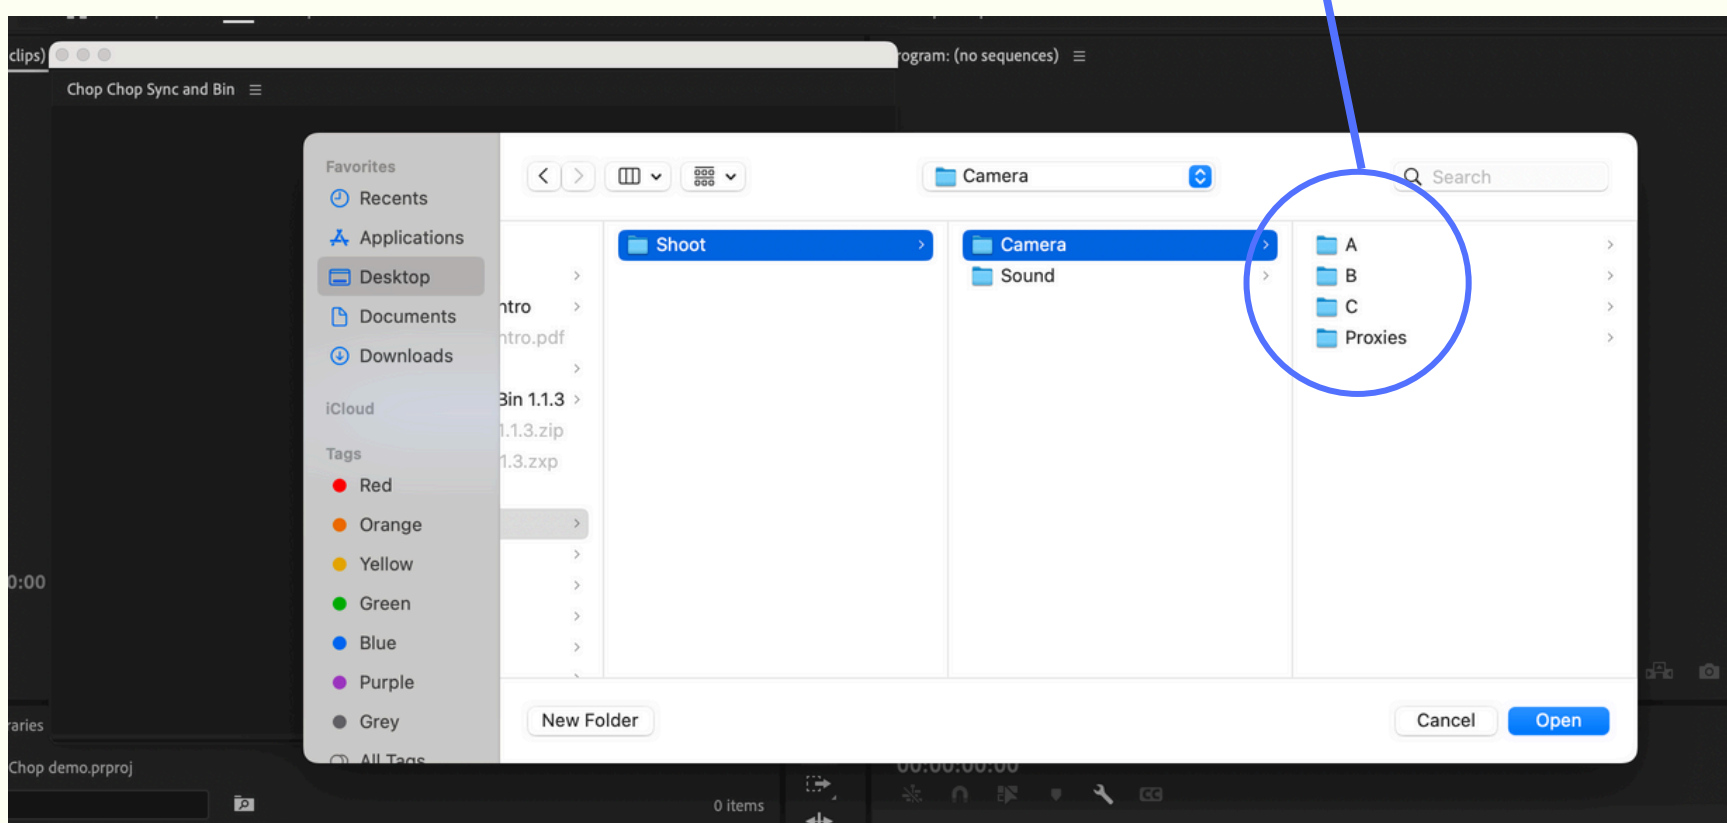 clips)
rogram: (no sequences)
Chop Chop Sync and Bin
Favorites
Recents
Applications
Desktop
Documents
Downloads
iCloud
Tags
Red
Orange
Yellow
Green
Blue
Purple
Grey
All Tags
Camera
Search
ntro
ntro.pdf
Bin 1.1.3
1.1.3.zip
1.3.zxp
Shoot
Camera
Sound
A
B
C
Proxies
New Folder
Cancel
Open
0:00
raries
Chop demo.prproj
0 items
00:00:00:00
CC